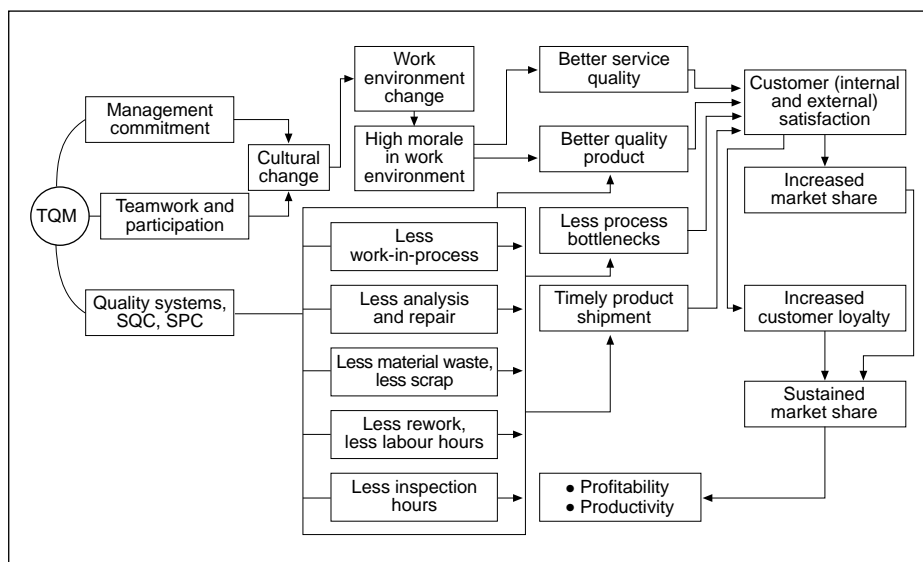 TQM
Management
commitment
Teamwork and
participation
Quality systems,
SQC, SPC
Cultural
change
Work
environment
change
High morale
in work
environment
Less
work-in-process
Less analysis
and repair
Less material waste,
less scrap
Less rework,
less labour hours
Less inspection
hours
Better service
quality
Better quality
product
Less process
bottlenecks
Timely product
shipment
● Profitability
● Productivity
Customer (internal
and external)
satisfaction
Increased
market share
Increased
customer loyalty
Sustained
market share